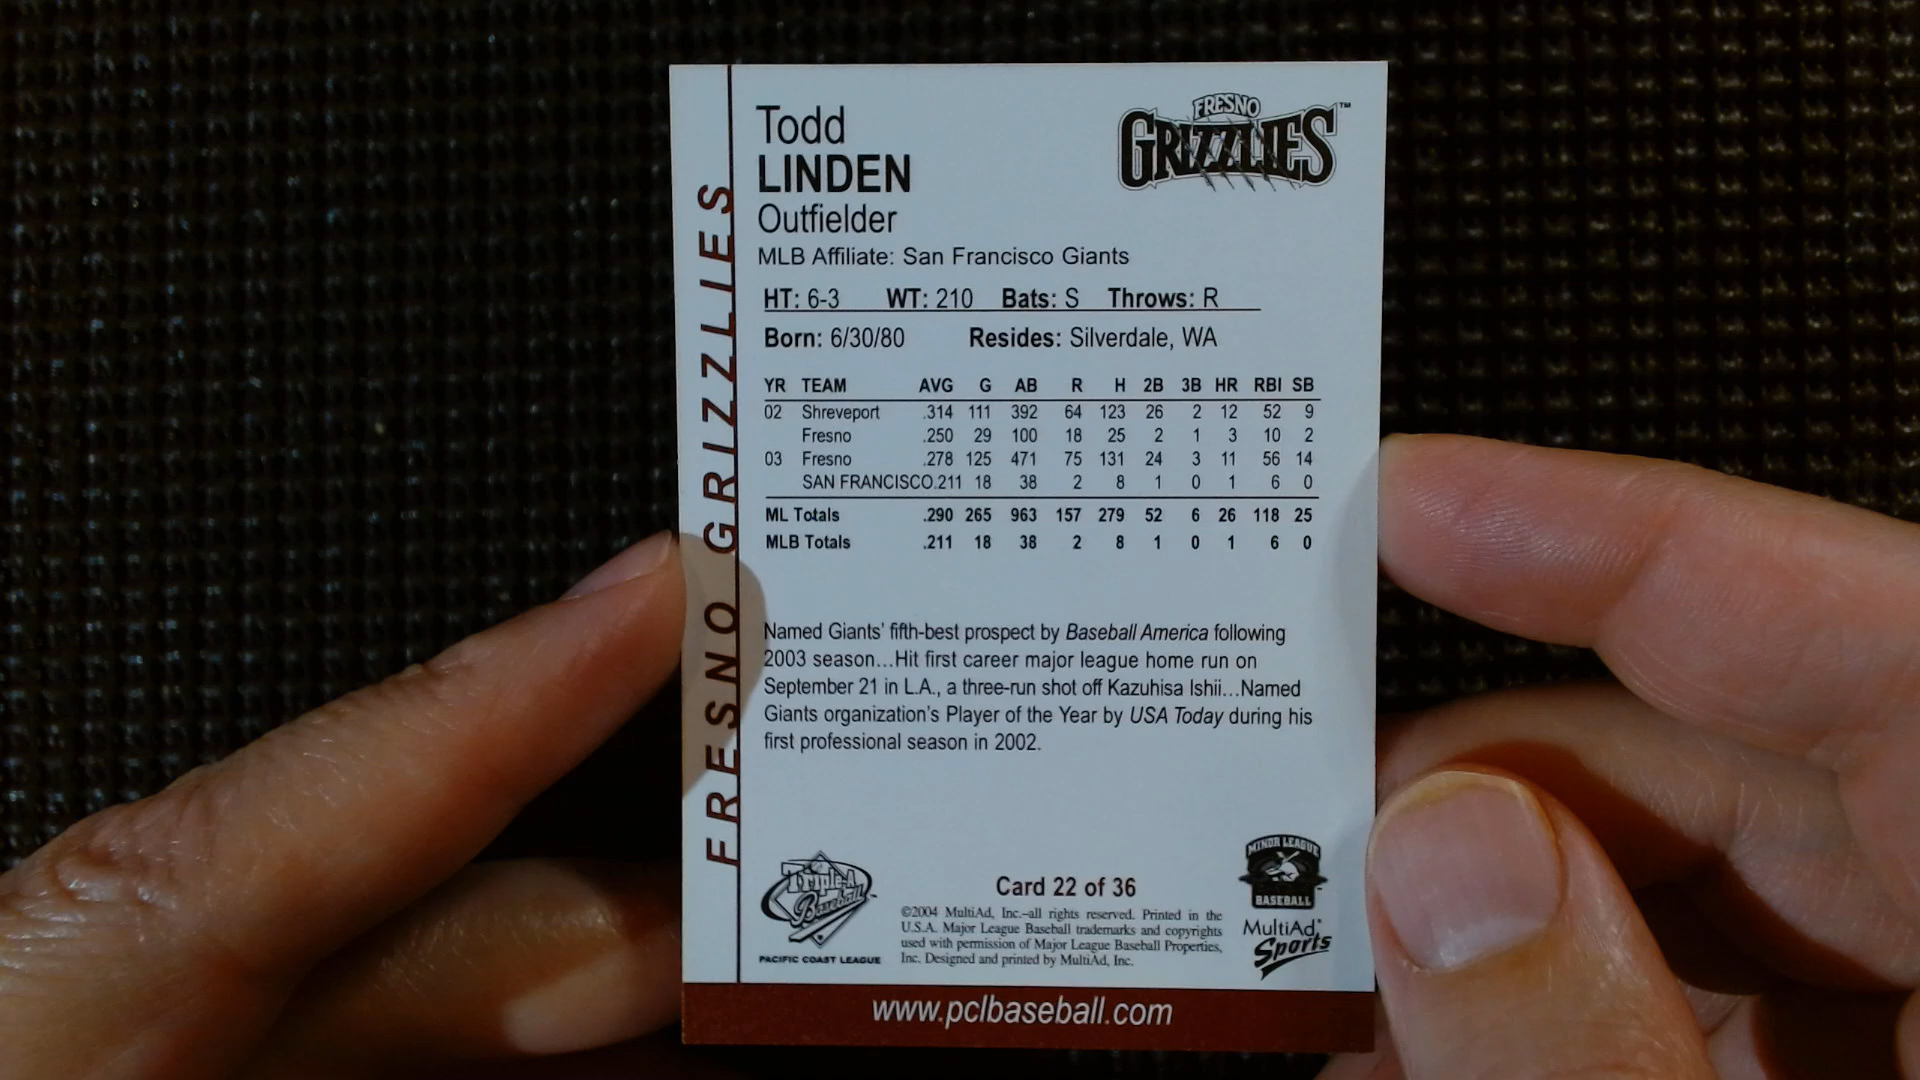 FRESNO GRIZZLIES
Todd
LINDEN
Outfielder
FRESNO
GRIZZLIES™
MLB Affiliate: San Francisco Giants
HT: 6-3 WT: 210 Bats: S Throws: R
Born: 6/30/80 Resides: Silverdale, WA
YR TEAM AVG G AB R H 2B 3B HR RBI SB
02 Shreveport .314 111 392 64 123 26 2 12 52 9
Fresno .250 29 100 18 25 2 1 3 10 2
03 Fresno .278 125 471 75 131 24 3 11 56 14
SAN FRANCISCO .211 18 38 2 8 1 0 1 6 0
ML Totals .290 265 963 157 279 52 6 26 118 25
MLB Totals .211 18 38 2 8 1 0 1 6 0
Named Giants' fifth-best prospect by Baseball America following
2003 season...Hit first career major league home run on
September 21 in L.A., a three-run shot off Kazuhisa Ishii...Named
Giants organization's Player of the Year by USA Today during his
first professional season in 2002.
Triple-A
Baseball
PACIFIC COAST LEAGUE
Card 22 of 36
©2004 MultiAd, Inc.–all rights reserved. Printed in the
U.S.A. Major League Baseball trademarks and copyrights
used with permission of Major League Baseball Properties,
Inc. Designed and printed by MultiAd, Inc.
MINOR LEAGUE
BASEBALL
MultiAd
Sports
www.pclbaseball.com